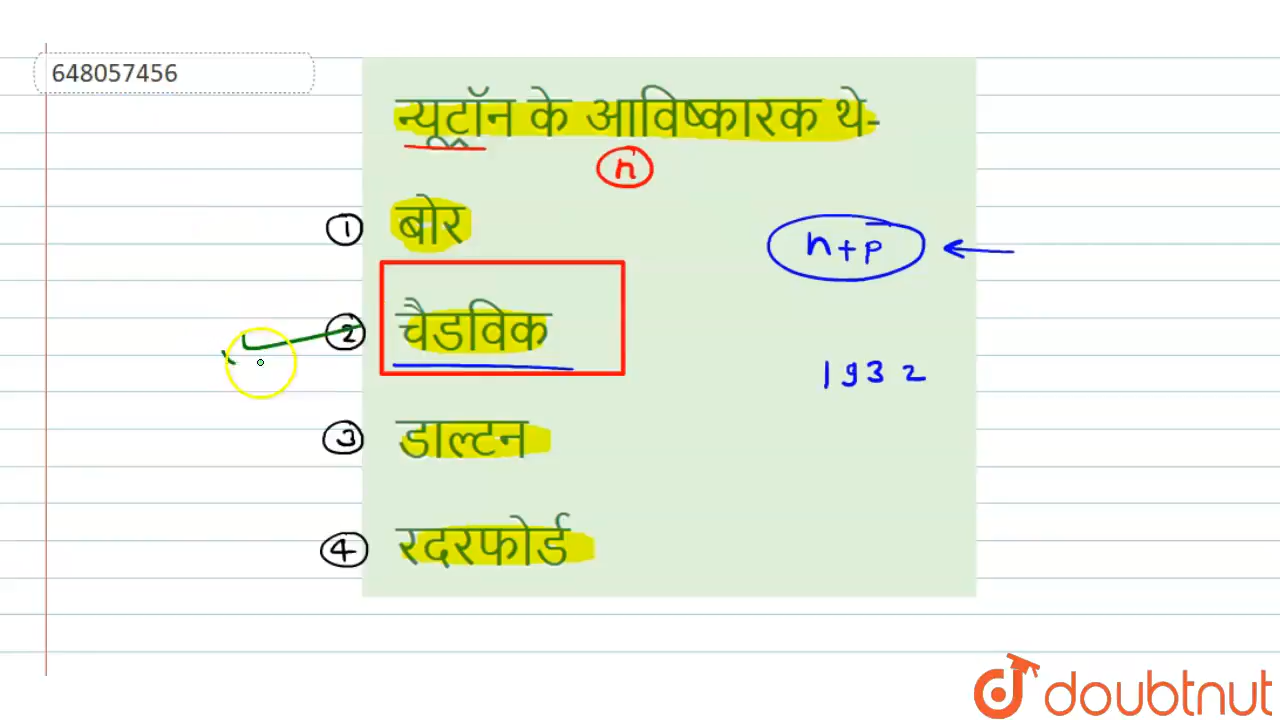 648057456
न्यूट्रॉन के आविष्कारक थे-
n
① बोर
n+p
② चैडविक
1932
③ डाल्टन
④ रदरफोर्ड
doubtnut